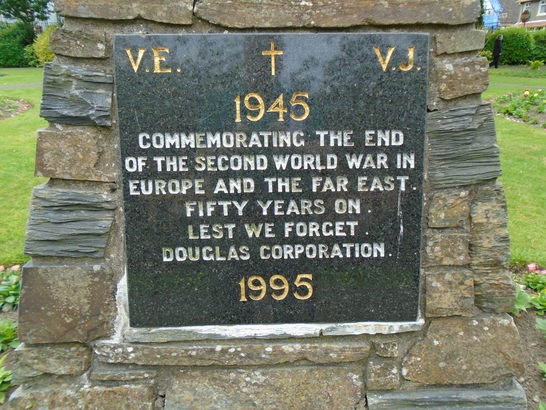 V.E. V.J.
1945
COMMEMORATING THE END
OF THE SECOND WORLD WAR IN
EUROPE AND THE FAR EAST.
FIFTY YEARS ON.
LEST WE FORGET.
DOUGLAS CORPORATION.
1995